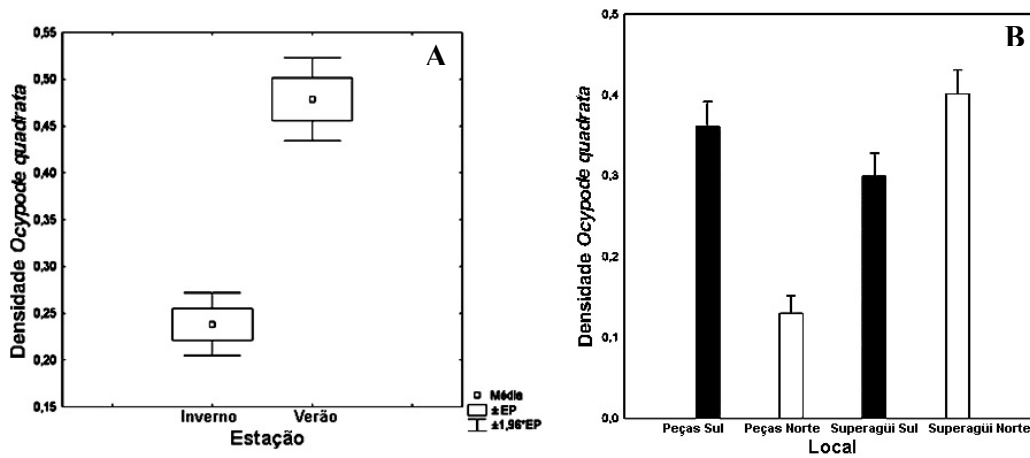 A
Densidade Ocypode quadrata
0,55
0,50
0,45
0,40
0,35
0,30
0,25
0,20
0,15
Inverno Verão
Estação
Média
±EP
±1,96*EP
B
Densidade Ocypode quadrata
0,5
0,4
0,3
0,2
0,1
0,0
Peças Sul Peças Norte Superagüi Sul Superagüi Norte
Local